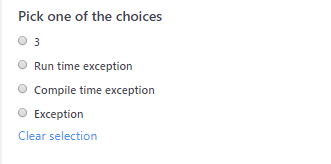 Pick one of the choices
3
Run time exception
Compile time exception
Exception
Clear selection